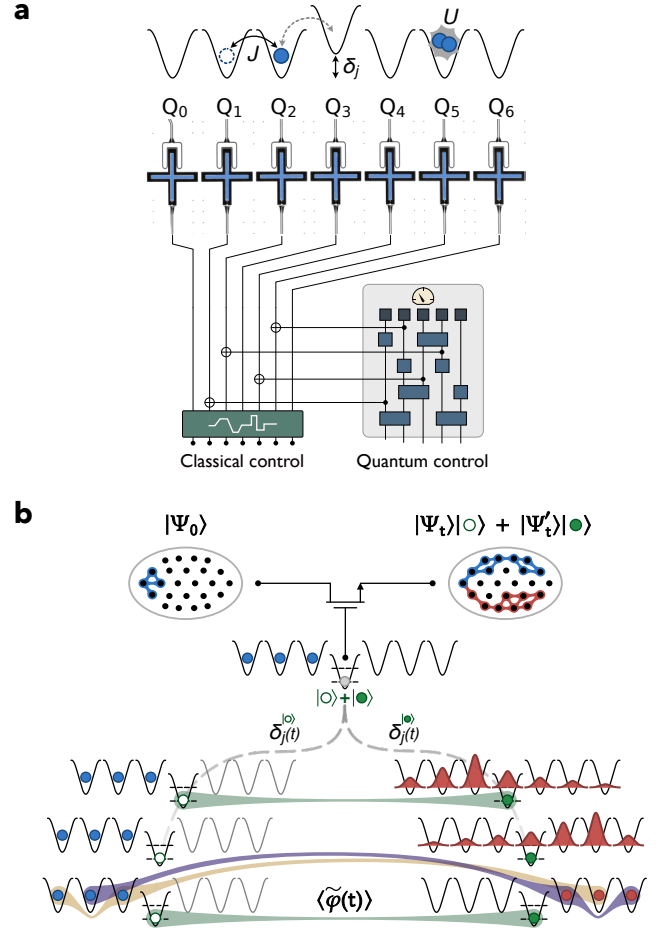 a
U
J
δⱼ
Q₀ Q₁ Q₂ Q₃ Q₄ Q₅ Q₆
Classical control Quantum control
b
|Ψ₀⟩ |Ψₜ⟩|○⟩ + |Ψ′ₜ⟩|●⟩
|○⟩+|●⟩
δⱼ(t)|○⟩ δⱼ(t)|●⟩
⟨φ̃(t)⟩